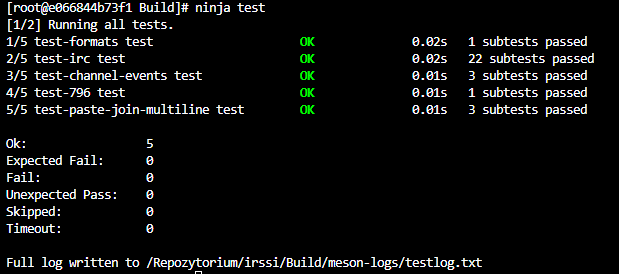 [root@e066844b73f1 Build]# ninja test
[1/2] Running all tests.
1/5 test-formats test OK 0.02s 1 subtests passed
2/5 test-irc test OK 0.02s 22 subtests passed
3/5 test-channel-events test OK 0.01s 3 subtests passed
4/5 test-796 test OK 0.01s 1 subtests passed
5/5 test-paste-join-multiline test OK 0.01s 3 subtests passed
Ok: 5
Expected Fail: 0
Fail: 0
Unexpected Pass: 0
Skipped: 0
Timeout: 0
Full log written to /Repozytorium/irssi/Build/meson-logs/testlog.txt